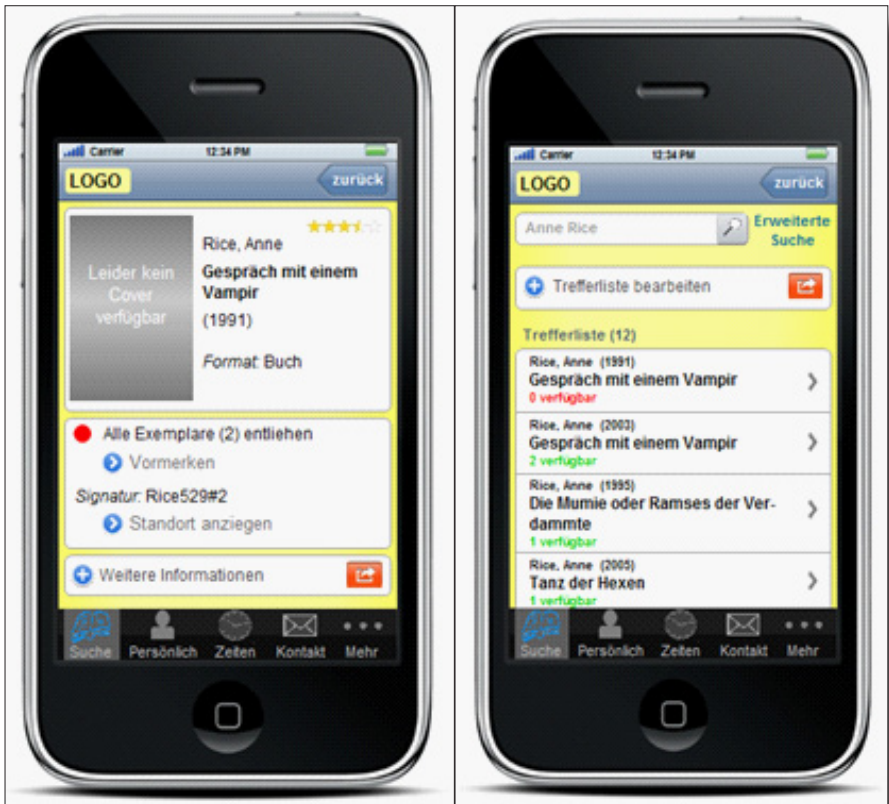 Carrier
12:34 PM
LOGO
zurück
Leider kein
Cover
verfügbar
Rice, Anne
Gespräch mit einem
Vampir
(1991)
Format: Buch
Alle Exemplare (2) entliehen
Vormerken
Signatur: Rice529#2
Standort anziegen
Weitere Informationen
Suche Persönlich Zeiten Kontakt Mehr
Carrier
12:34 PM
LOGO
zurück
Anne Rice
Erweiterte
Suche
Trefferliste bearbeiten
Trefferliste (12)
Rice, Anne (1991)
Gespräch mit einem Vampir
0 verfügbar
Rice, Anne (2003)
Gespräch mit einem Vampir
2 verfügbar
Rice, Anne (1995)
Die Mumie oder Ramses der Ver-
dammte
1 verfügbar
Rice, Anne (2005)
Tanz der Hexen
1 verfügbar
Suche Persönlich Zeiten Kontakt Mehr